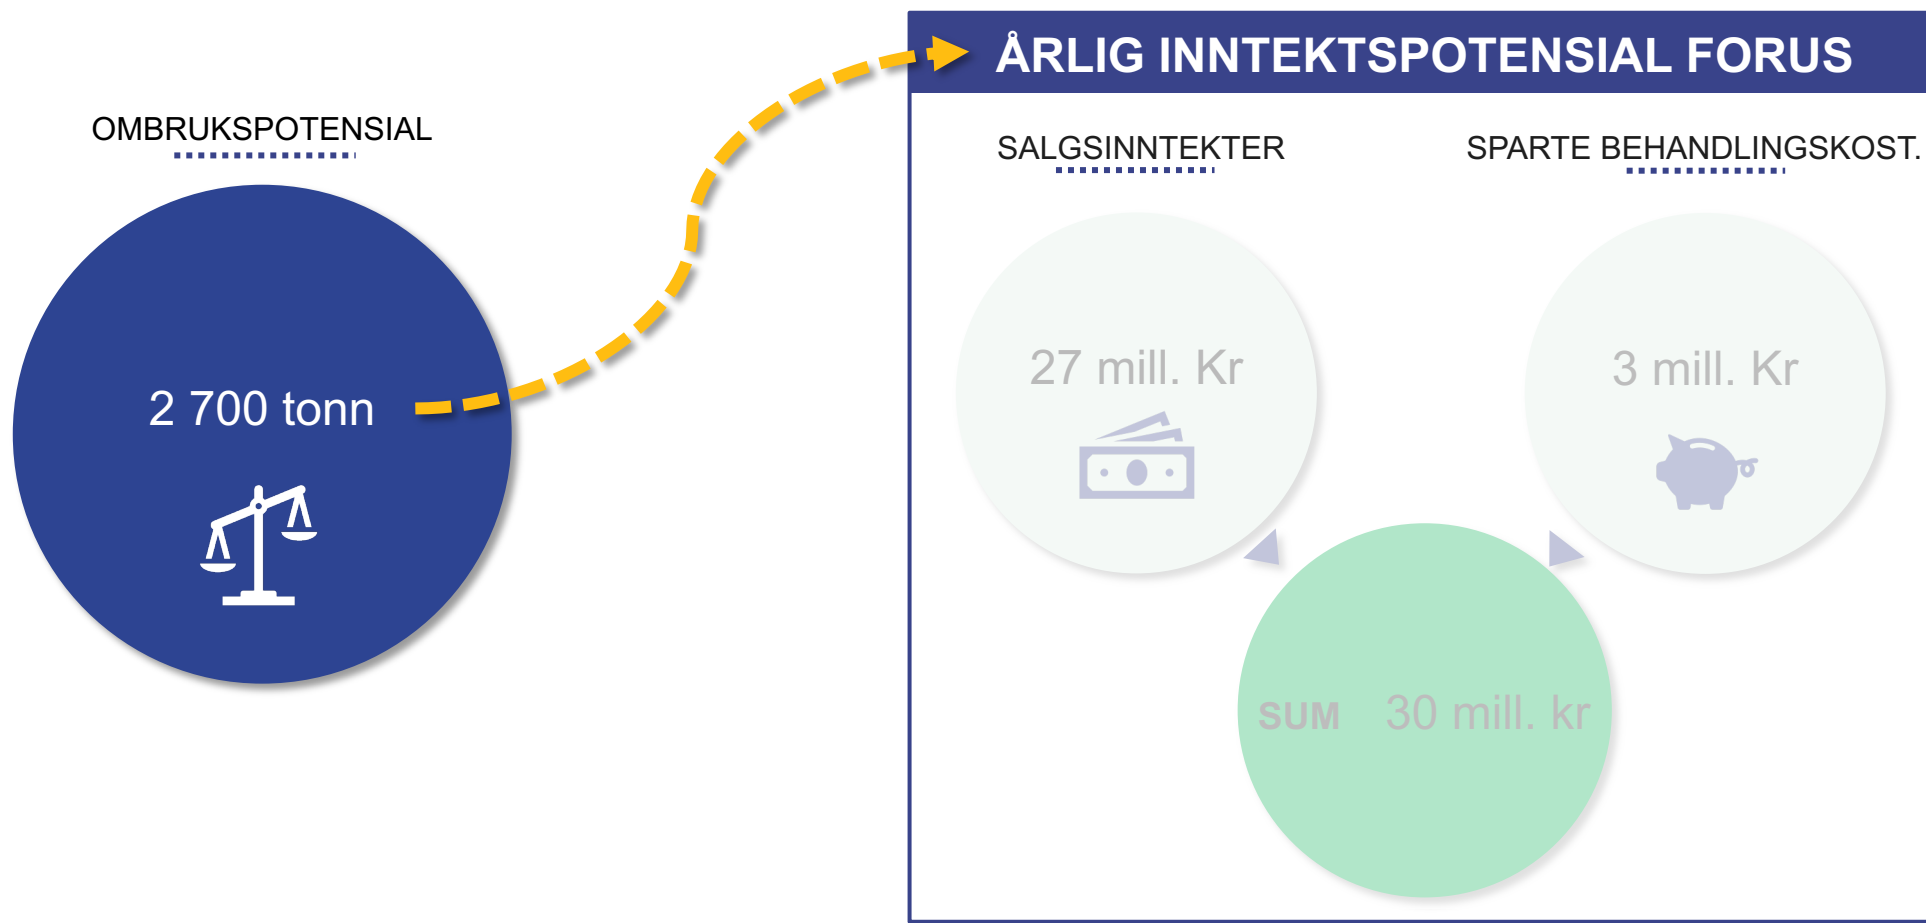 OMBRUKSPOTENSIAL
2 700 tonn
ÅRLIG INNTEKTSPOTENSIAL FORUS
SALGSINNTEKTER
27 mill. Kr
SPARTE BEHANDLINGSKOST.
3 mill. Kr
SUM 30 mill. kr